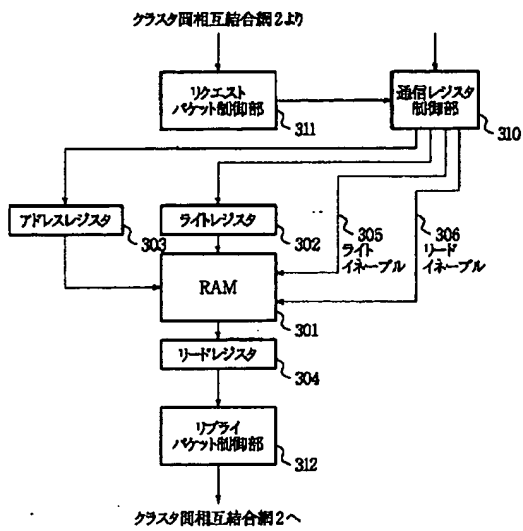 クラスタ間相互結合網2より
リクエスト
パケット制御部
311
通信レジスタ
制御部
310
アドレスレジスタ
303
ライトレジスタ
302
305
ライト
イネーブル
306
リード
イネーブル
RAM
301
リードレジスタ
304
リプライ
パケット制御部
312
クラスタ間相互結合網2へ